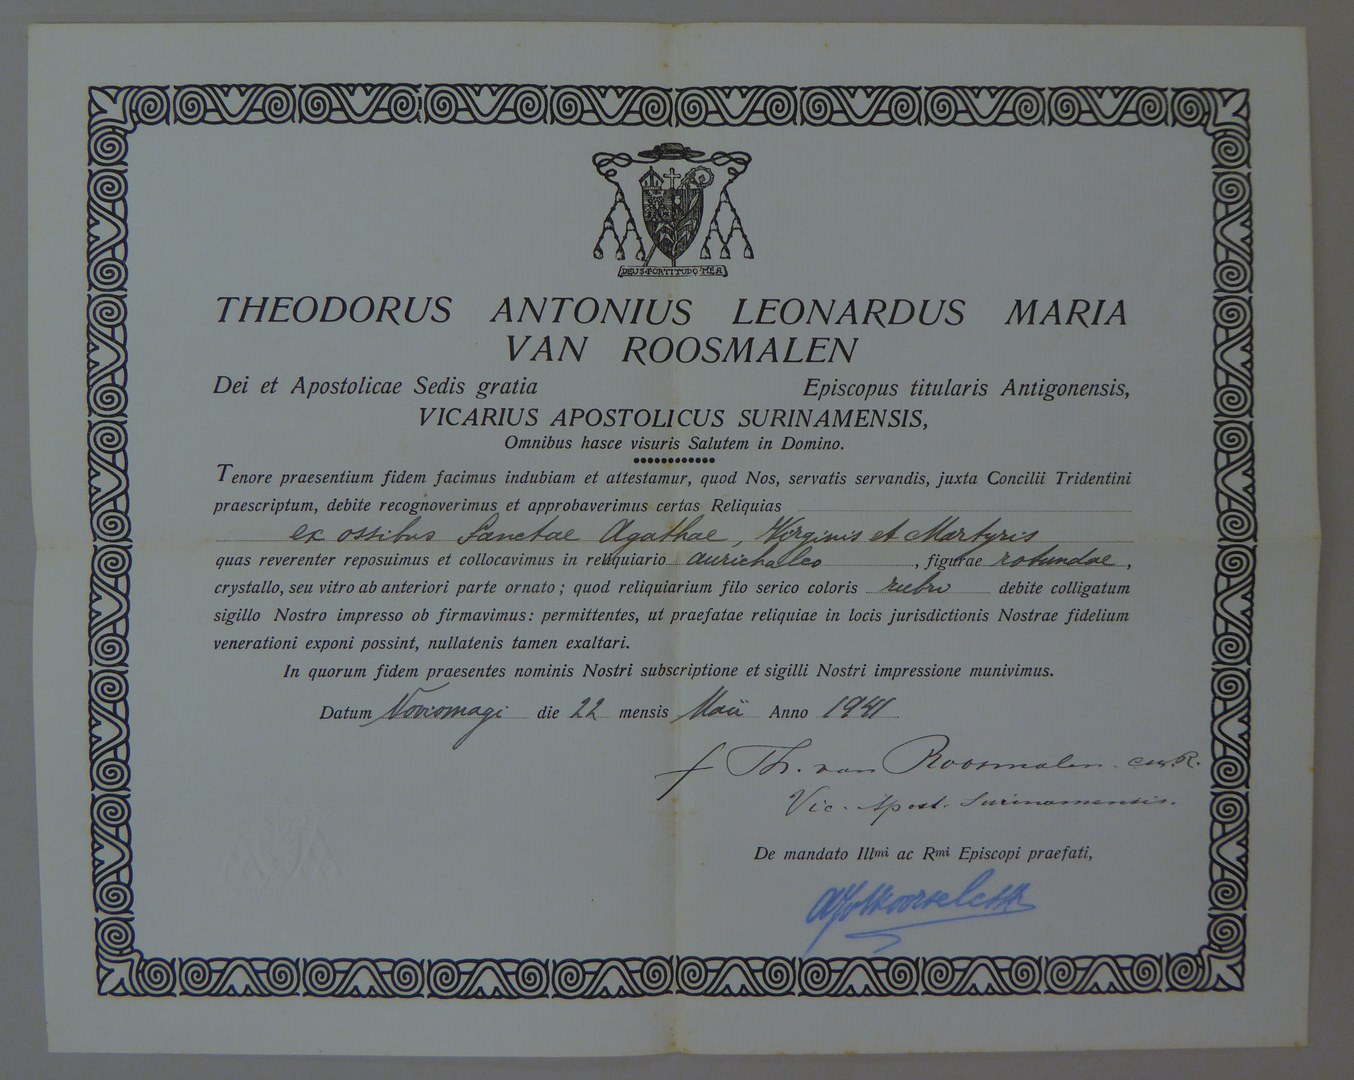 DEUS FORTITUDO MEA
THEODORUS ANTONIUS LEONARDUS MARIA
VAN ROOSMALEN
Dei et Apostolicae Sedis gratia Episcopus titularis Antigonensis,
VICARIUS APOSTOLICUS SURINAMENSIS,
Omnibus hasce visuris Salutem in Domino.
Tenore praesentium fidem facimus indubiam et attestamur, quod Nos, servatis servandis, juxta Concilii Tridentini
praescriptum, debite recognoverimus et approbaverimus certas Reliquias
ex ossibus Sanctae Agathae, Virginis et Martyris
quas reverenter reposuimus et collocavimus in reliquiario aurichalco, figurae rotundae,
crystallo, seu vitro ab anteriori parte ornato; quod reliquiarium filo serico coloris rubri debite colligatum
sigillo Nostro impresso ob firmavimus: permittentes, ut praefatae reliquiae in locis jurisdictionis Nostrae fidelium
venerationi exponi possint, nullatenis tamen exaltari.
In quorum fidem praesentes nominis Nostri subscriptione et sigilli Nostri impressione munivimus.
Datum Noviomagi die 22 mensis Maii Anno 1941
† Th. van Roosmalen c.ss.R.
Vic. Apost. Surinamensis.
De mandato Illmi ac Rmi Episcopi praefati,